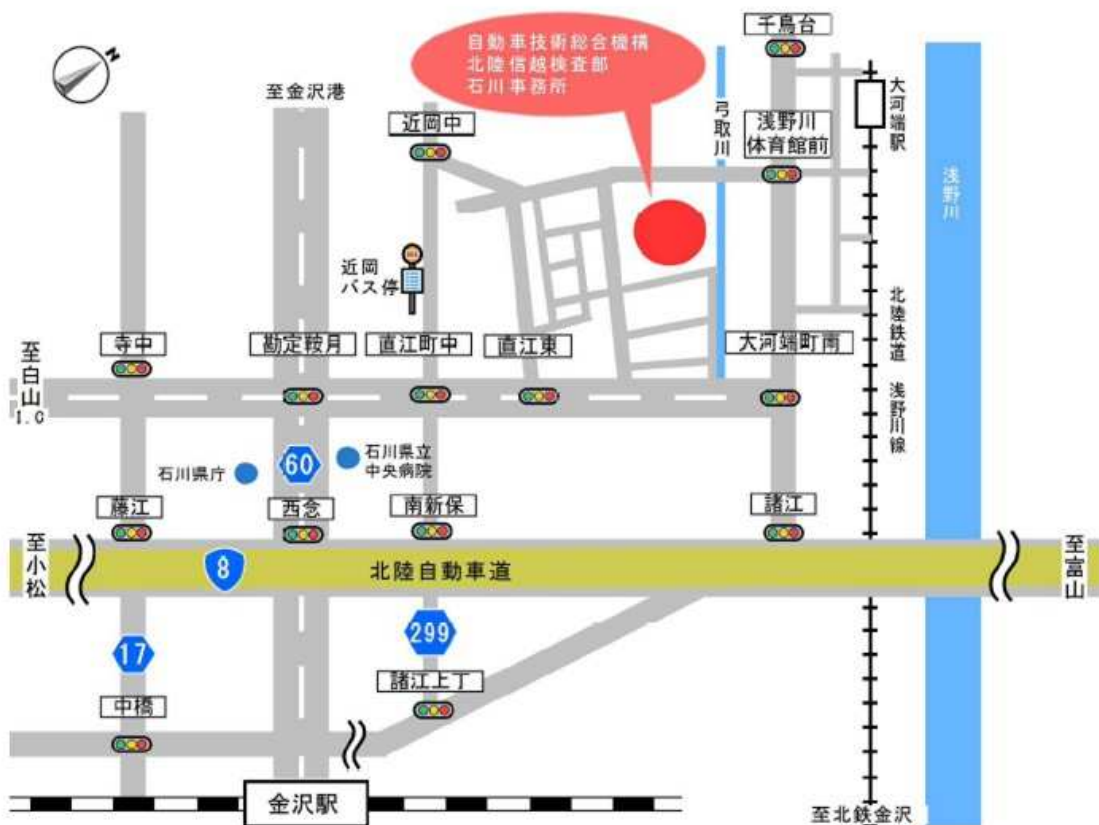 N
千鳥台
自動車技術総合機構
北陸信越検査部
石川事務所
至金沢港
大河端駅
近岡中
弓取川
浅野川
体育館前
浅野川
近岡
バス停
北陸鉄道 浅野川線
至白山
I.C
寺中
勘定鞍月
直江町中
直江東
大河端町南
石川県庁
60
石川県立
中央病院
藤江
西念
南新保
諸江
至小松
8
北陸自動車道
至富山
17
299
諸江上丁
中橋
金沢駅
至北鉄金沢